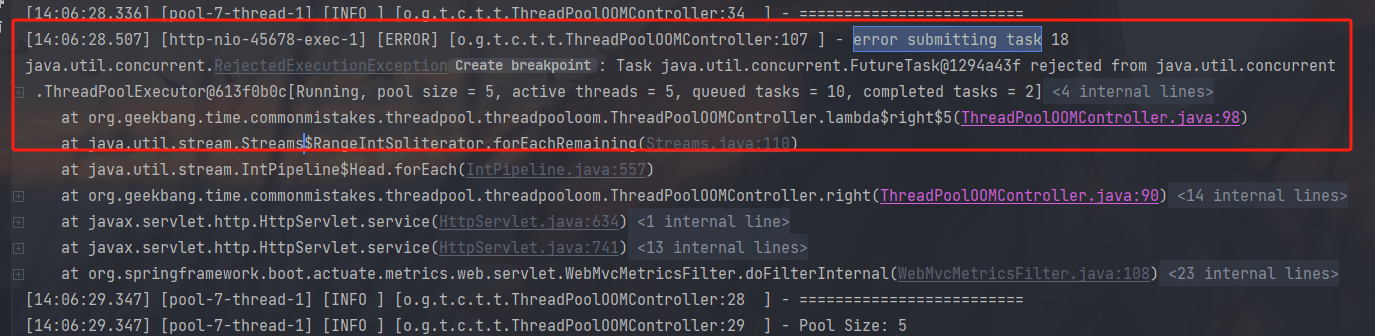 [14:06:28.336] [pool-7-thread-1] [INFO ] [o.g.t.c.t.t.ThreadPoolOOMController:34  ] - =========================
[14:06:28.507] [http-nio-45678-exec-1] [ERROR] [o.g.t.c.t.t.ThreadPoolOOMController:107 ] - error submitting task 18
java.util.concurrent.RejectedExecutionException Create breakpoint : Task java.util.concurrent.FutureTask@1294a43f rejected from java.util.concurrent
.ThreadPoolExecutor@613f0b0c[Running, pool size = 5, active threads = 5, queued tasks = 10, completed tasks = 2] <4 internal lines>
at org.geekbang.time.commonmistakes.threadpool.threadpooloom.ThreadPoolOOMController.lambda$right$5(ThreadPoolOOMController.java:98)
at java.util.stream.Streams$RangeIntSpliterator.forEachRemaining(Streams.java:110)
at java.util.stream.IntPipeline$Head.forEach(IntPipeline.java:557)
at org.geekbang.time.commonmistakes.threadpool.threadpooloom.ThreadPoolOOMController.right(ThreadPoolOOMController.java:90) <14 internal lines>
at javax.servlet.http.HttpServlet.service(HttpServlet.java:634) <1 internal line>
at javax.servlet.http.HttpServlet.service(HttpServlet.java:741) <13 internal lines>
at org.springframework.boot.actuate.metrics.web.servlet.WebMvcMetricsFilter.doFilterInternal(WebMvcMetricsFilter.java:108) <23 internal lines>
[14:06:29.347] [pool-7-thread-1] [INFO ] [o.g.t.c.t.t.ThreadPoolOOMController:28  ] - =========================
[14:06:29.347] [pool-7-thread-1] [INFO ] [o.g.t.c.t.t.ThreadPoolOOMController:29  ] - Pool Size: 5